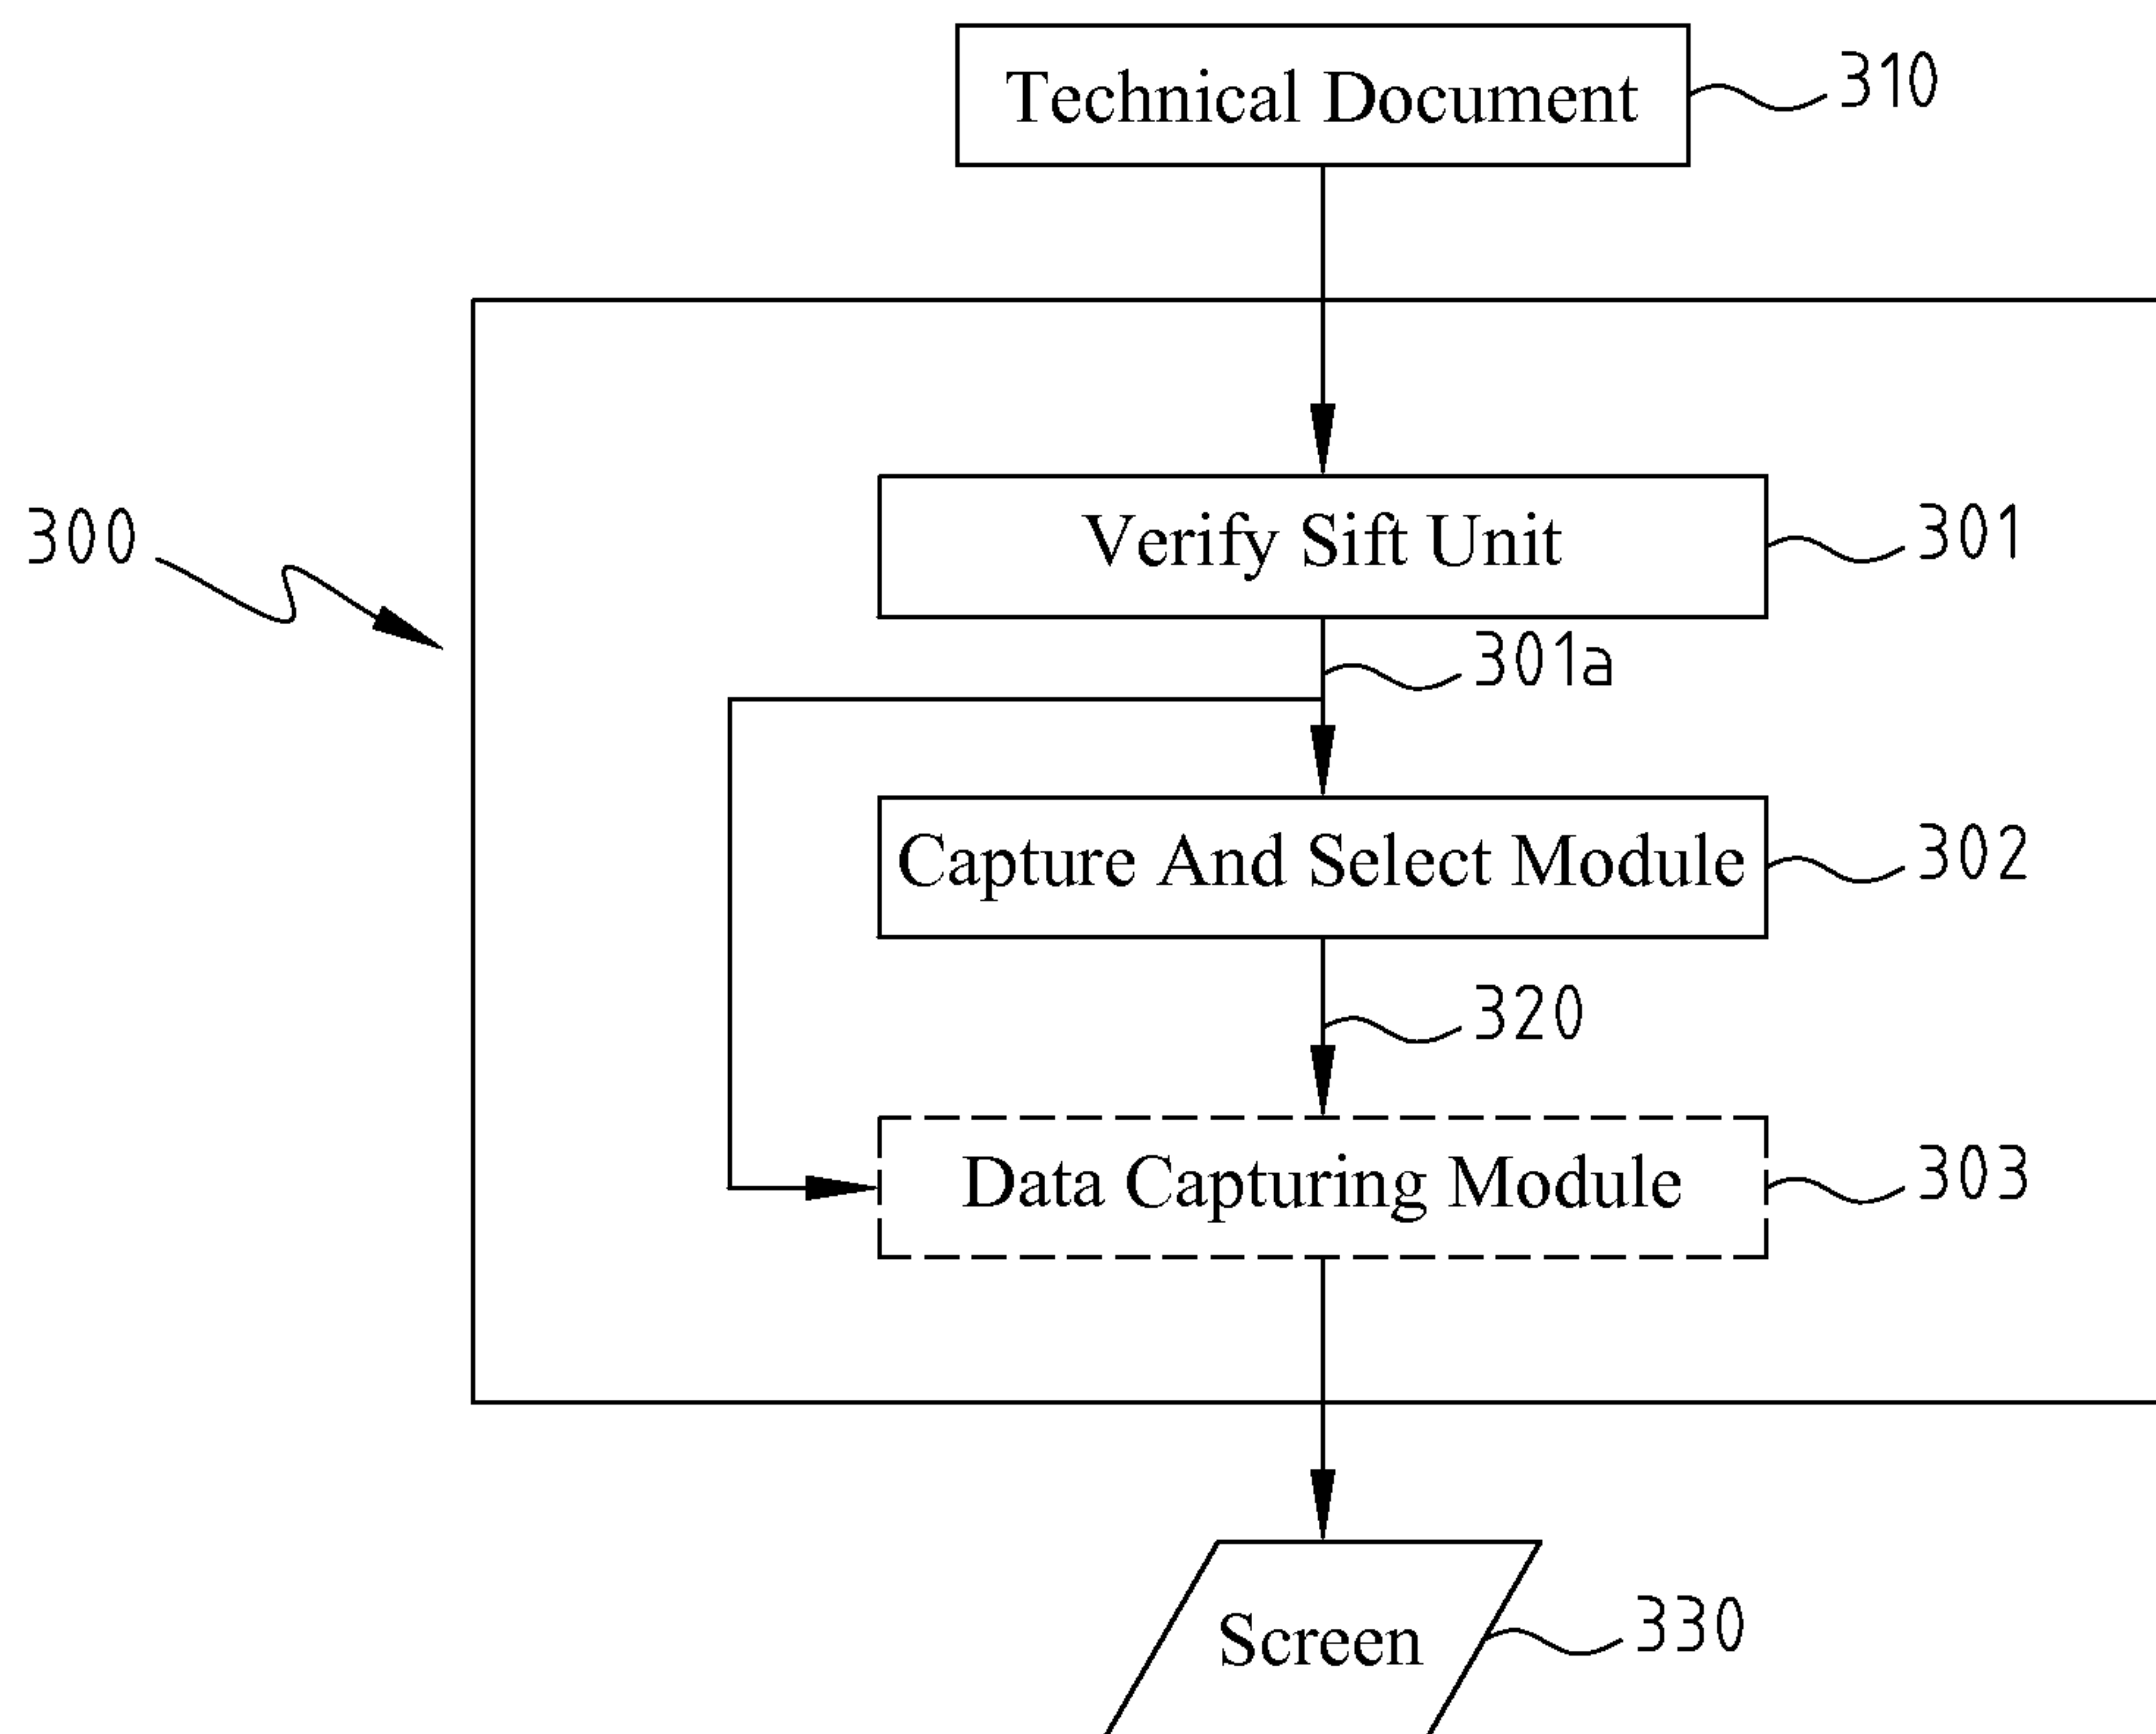 Technical Document
310
300
Verify Sift Unit
301
301a
Capture And Select Module
302
320
Data Capturing Module
303
Screen
330